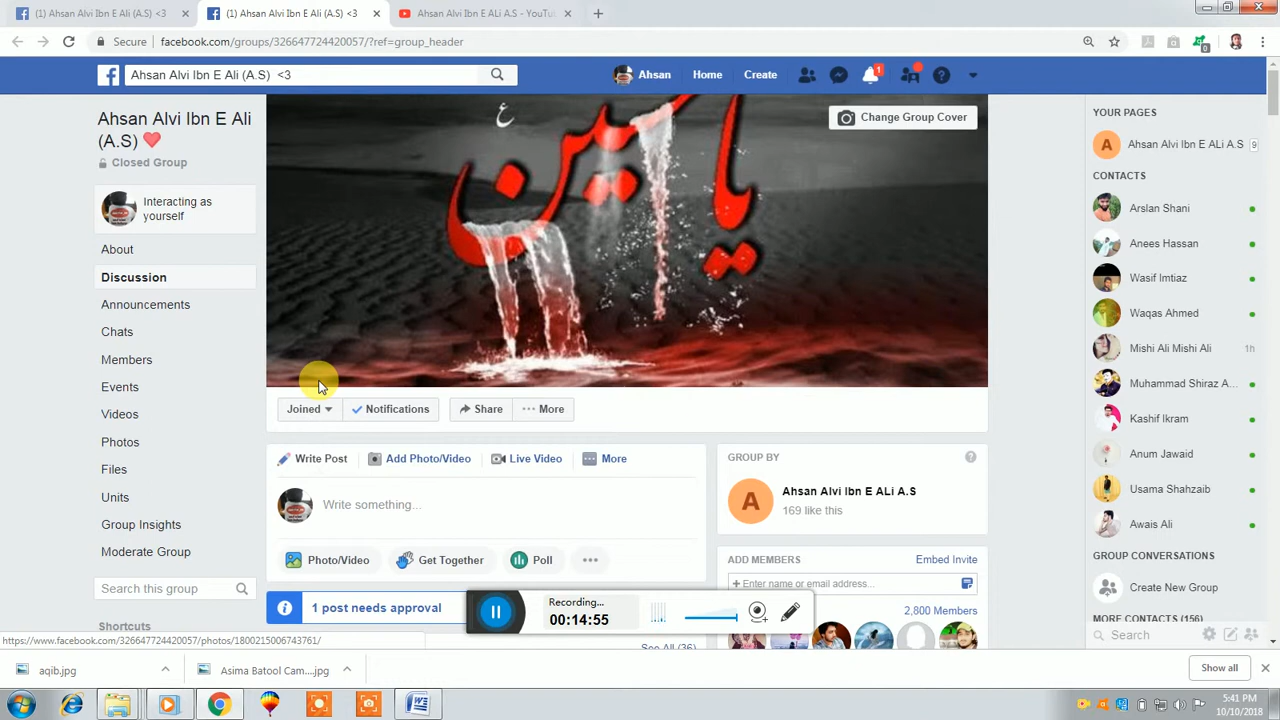 (1) Ahsan Alvi Ibn E Ali (A.S) <3
(1) Ahsan Alvi Ibn E Ali (A.S) <3
Ahsan Alvi Ibn E ALi A.S - YouTu
Secure
facebook.com/groups/326647724420057/?ref=group_header
0
Ahsan Alvi Ibn E Ali (A.S) <3
Ahsan
Home
Create
1
Ahsan Alvi Ibn E Ali
(A.S)
Closed Group
Interacting as
yourself
About
Discussion
Announcements
Chats
Members
Events
Videos
Photos
Files
Units
Group Insights
Moderate Group
Search this group
Shortcuts
یا یٰسین
ع
Change Group Cover
Joined
Notifications
Share
More
Write Post
Add Photo/Video
Live Video
More
Write something...
Photo/Video
Get Together
Poll
1 post needs approval
Recording...
00:14:55
GROUP BY
A
Ahsan Alvi Ibn E ALi A.S
169 like this
ADD MEMBERS
Embed Invite
+ Enter name or email address...
2,800 Members
See All (36)
YOUR PAGES
A
Ahsan Alvi Ibn E ALi A.S
9
CONTACTS
Arslan Shani
Anees Hassan
Wasif Imtiaz
Waqas Ahmed
Mishi Ali Mishi Ali
1h
Muhammad Shiraz A...
Kashif Ikram
Anum Jawaid
Usama Shahzaib
Awais Ali
GROUP CONVERSATIONS
Create New Group
MORE CONTACTS (156)
Search
https://www.facebook.com/326647724420057/photos/1800215006743761/
aqib.jpg
Asima Batool Cam....jpg
Show all
5:41 PM
10/10/2018